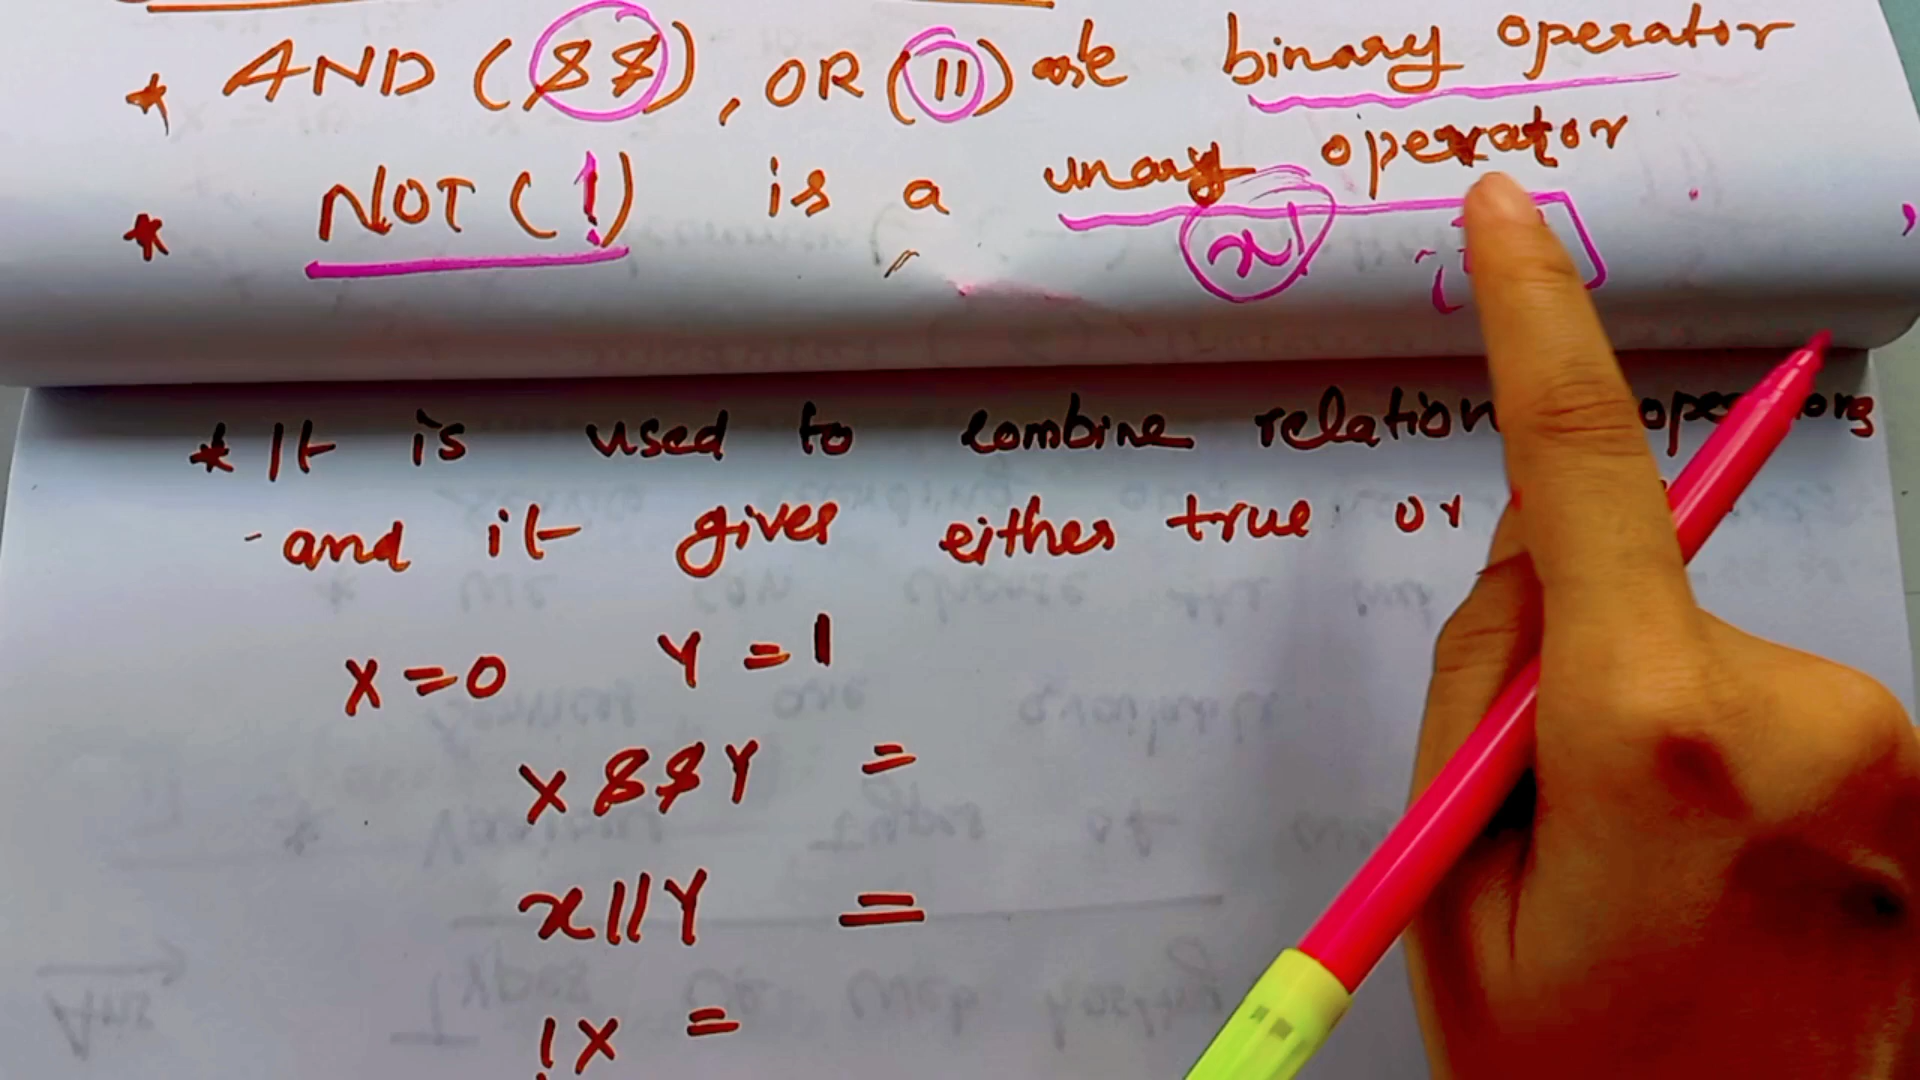 * AND (&&), OR (||) are binary operator
* NOT (!) is a unary operator
x!
* It is used to combine relation
and it gives either true or
X = 0 Y = 1
X && Y =
x || Y =
!X =